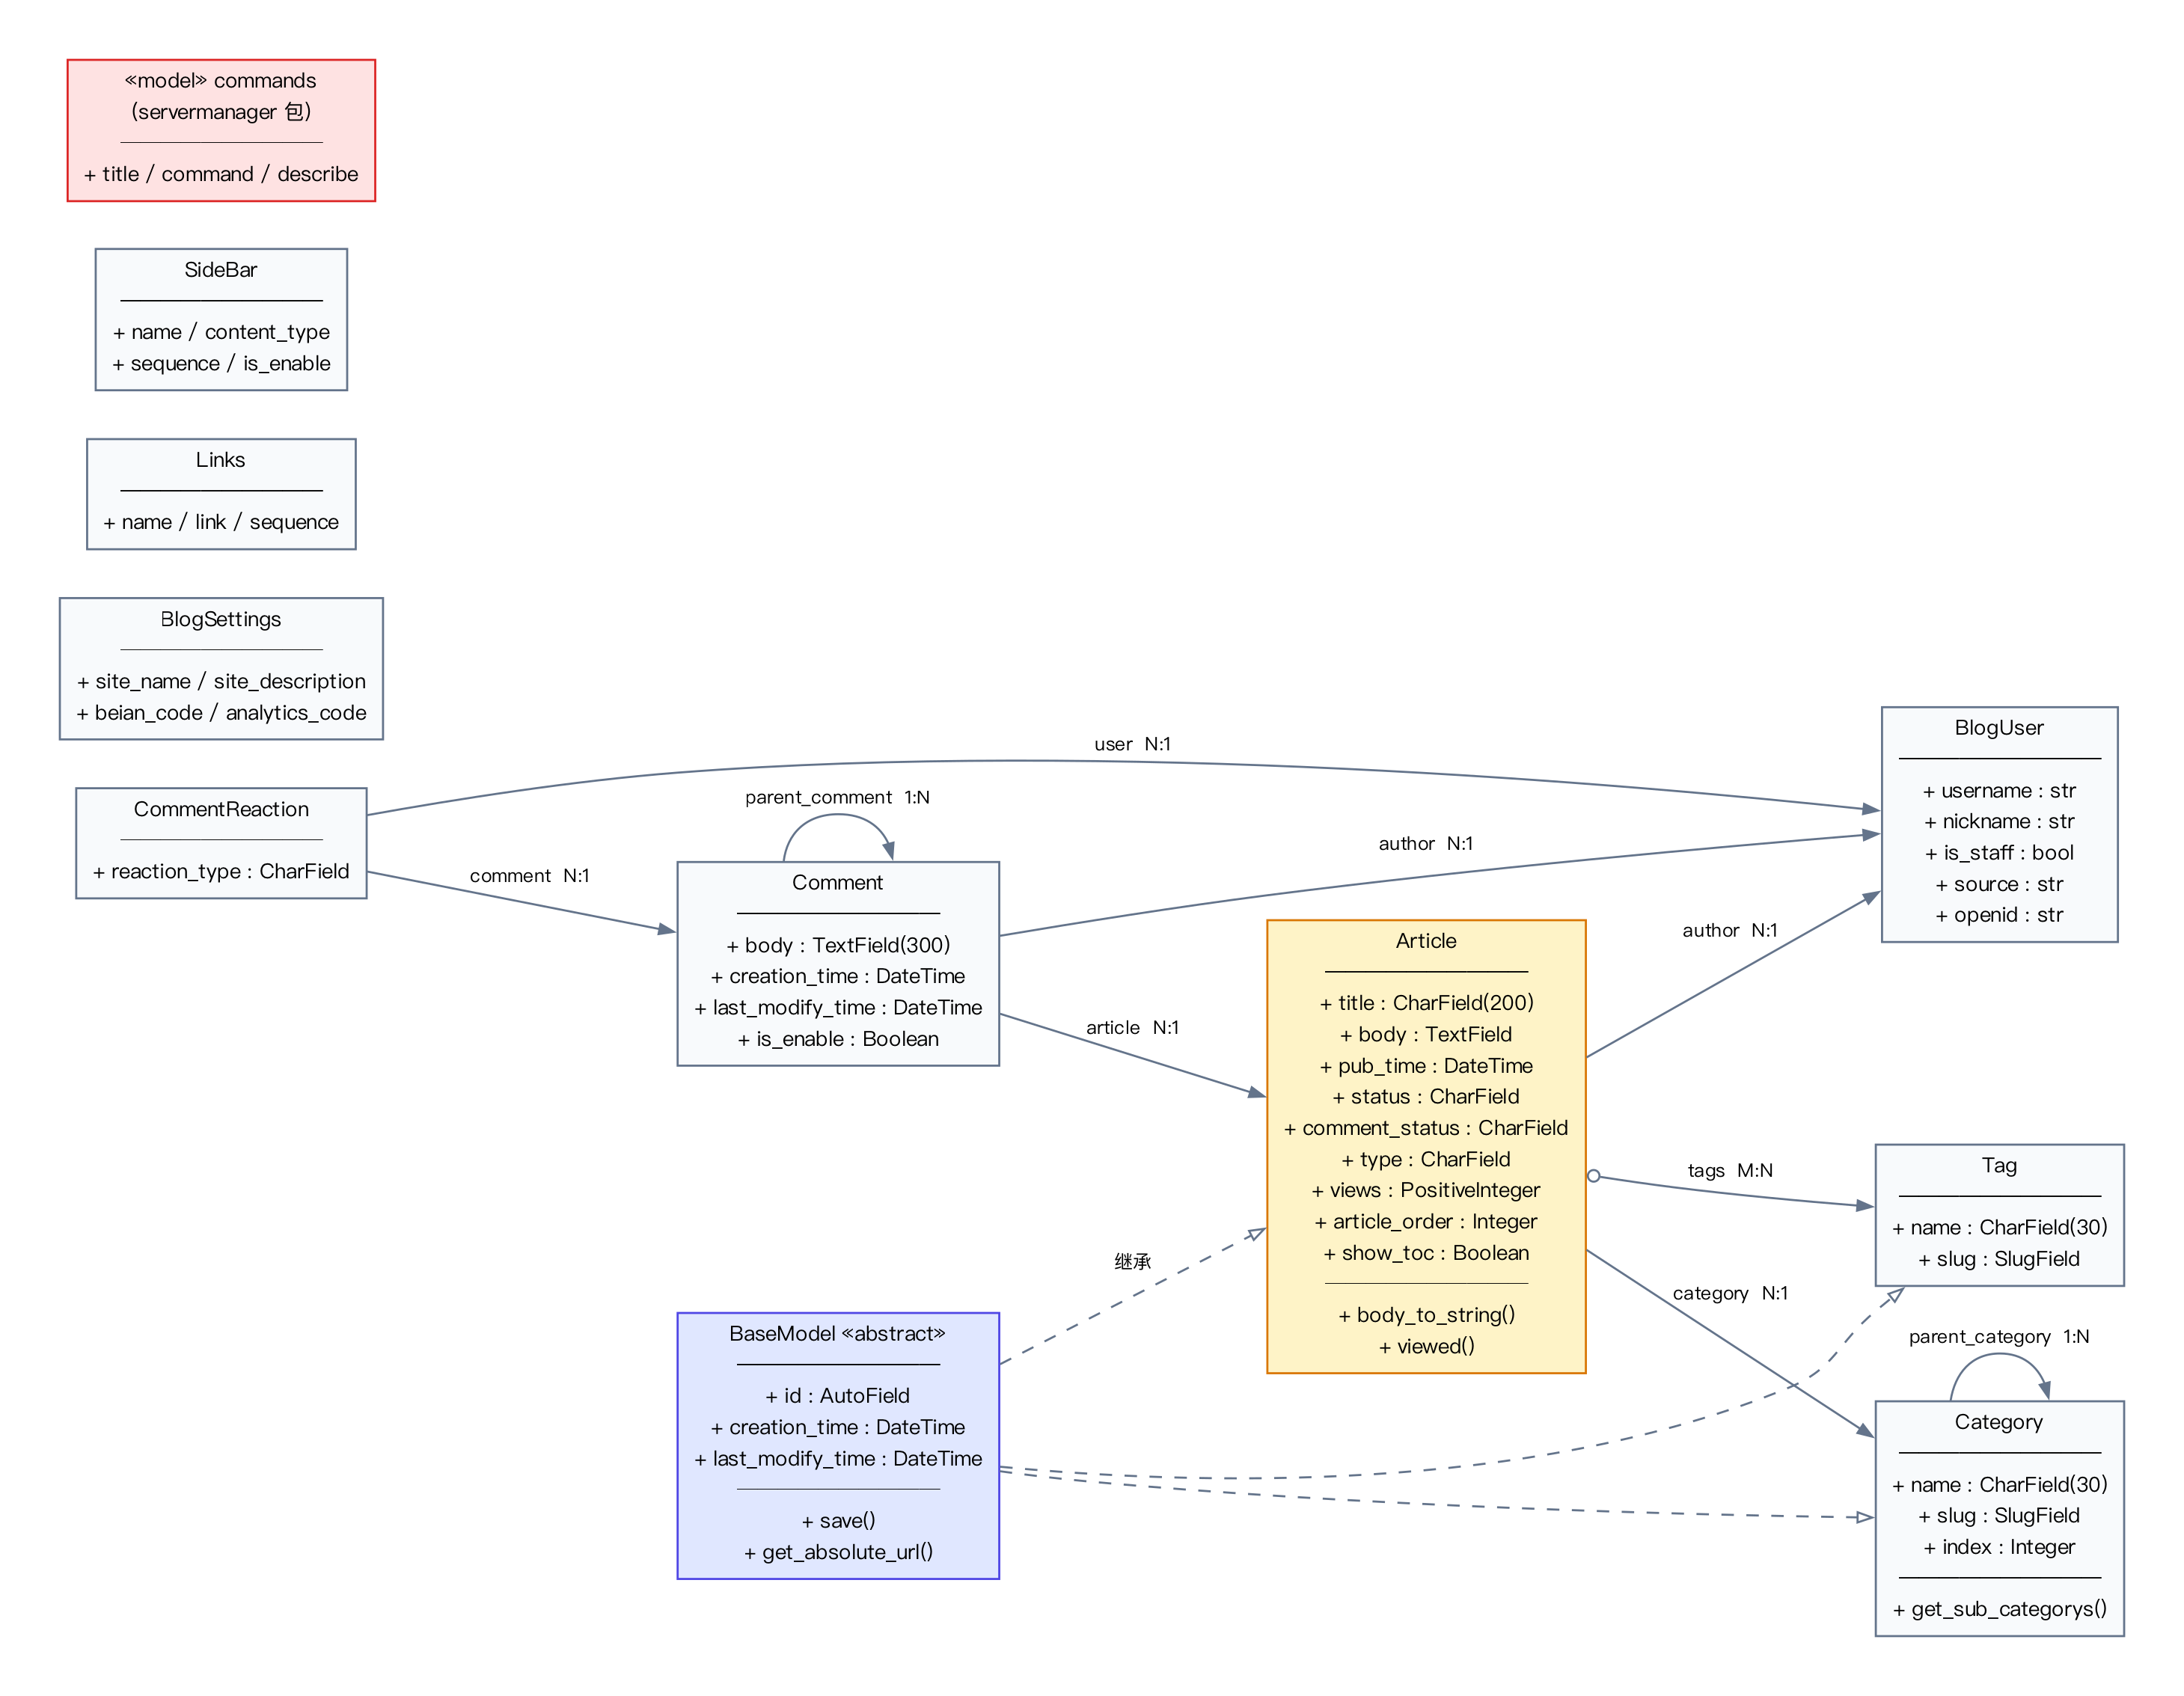 «model» commands
(servermanager 包)
+ title / command / describe
SideBar
+ name / content_type
+ sequence / is_enable
Links
+ name / link / sequence
BlogSettings
+ site_name / site_description
+ beian_code / analytics_code
CommentReaction
+ reaction_type : CharField
user N:1
comment N:1
parent_comment 1:N
Comment
+ body : TextField(300)
+ creation_time : DateTime
+ last_modify_time : DateTime
+ is_enable : Boolean
author N:1
article N:1
BaseModel «abstract»
+ id : AutoField
+ creation_time : DateTime
+ last_modify_time : DateTime
+ save()
+ get_absolute_url()
继承
Article
+ title : CharField(200)
+ body : TextField
+ pub_time : DateTime
+ status : CharField
+ comment_status : CharField
+ type : CharField
+ views : PositiveInteger
+ article_order : Integer
+ show_toc : Boolean
+ body_to_string()
+ viewed()
author N:1
tags M:N
category N:1
BlogUser
+ username : str
+ nickname : str
+ is_staff : bool
+ source : str
+ openid : str
Tag
+ name : CharField(30)
+ slug : SlugField
parent_category 1:N
Category
+ name : CharField(30)
+ slug : SlugField
+ index : Integer
+ get_sub_categorys()